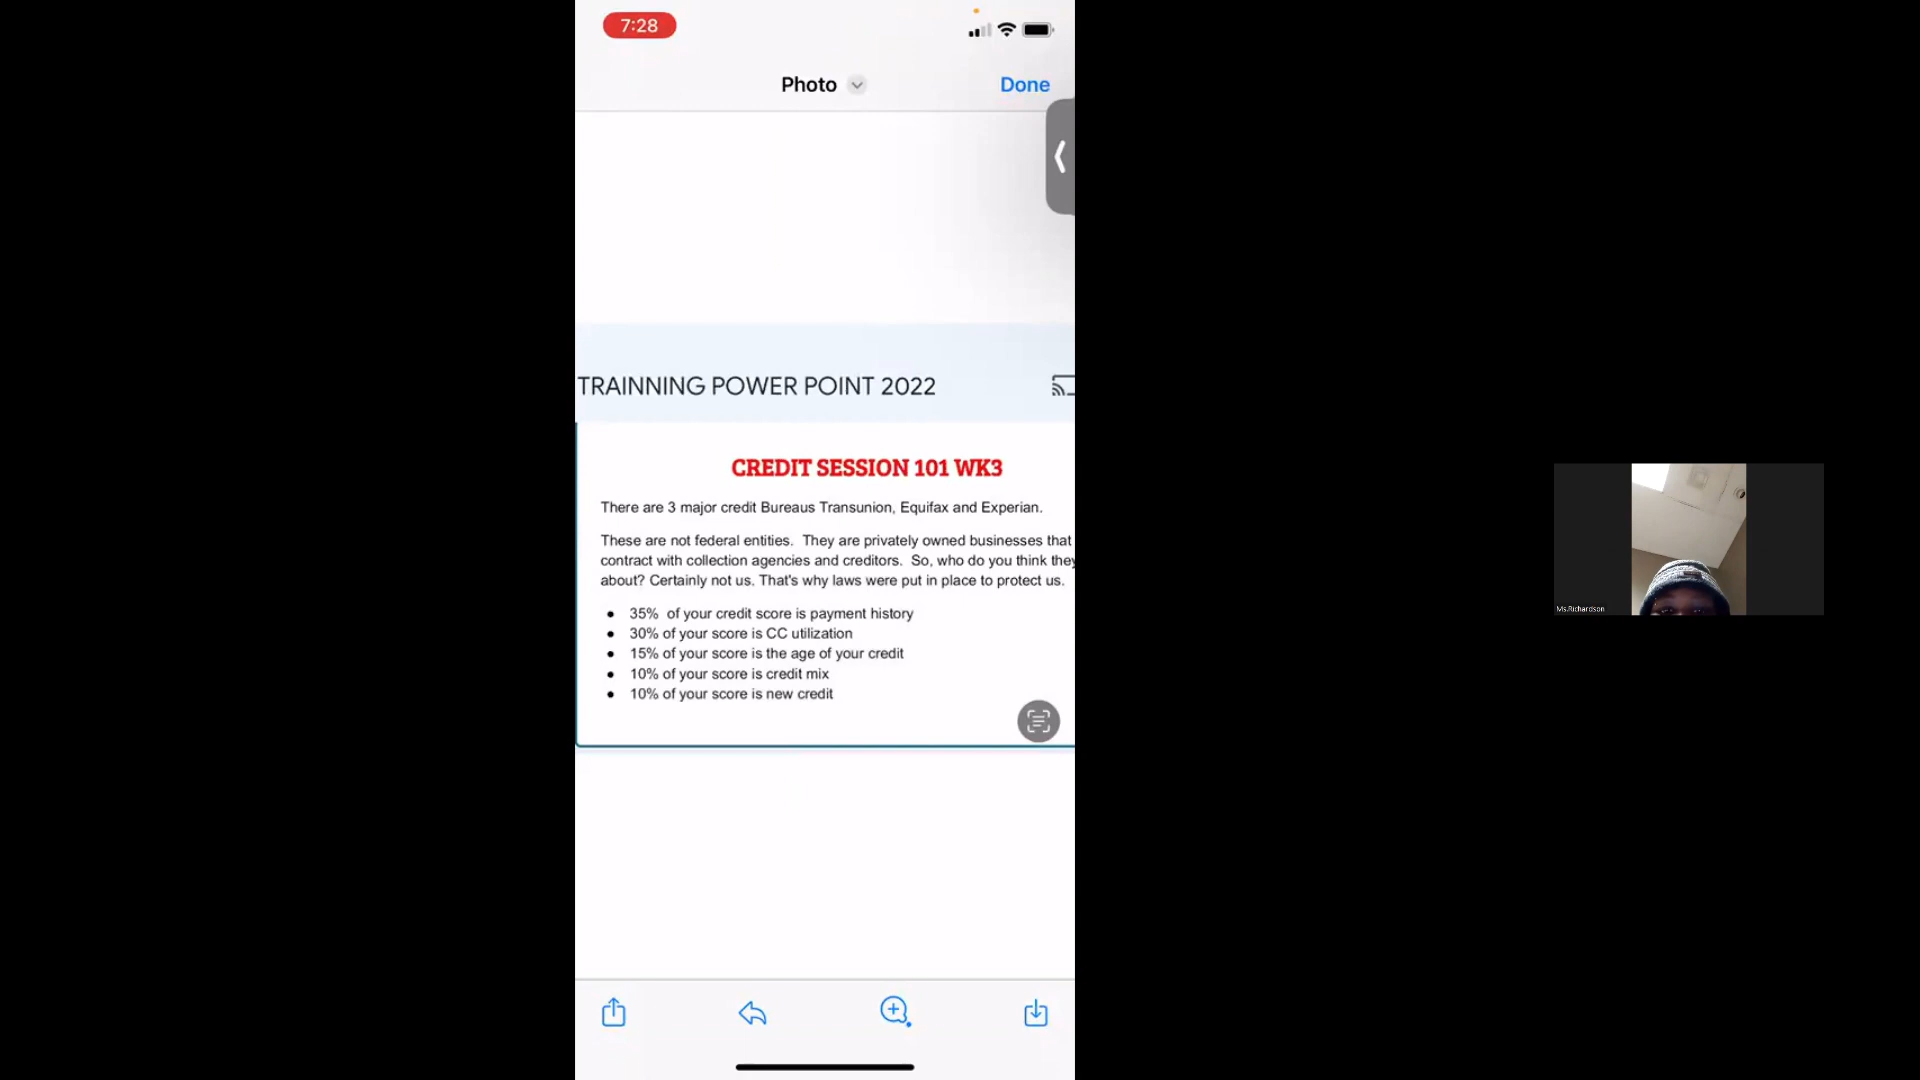 7:28
Photo
Done
TRAINNING POWER POINT 2022
CREDIT SESSION 101 WK3
There are 3 major credit Bureaus Transunion, Equifax and Experian.
These are not federal entities. They are privately owned businesses that
contract with collection agencies and creditors. So, who do you think they
about? Certainly not us. That's why laws were put in place to protect us.
• 35% of your credit score is payment history
• 30% of your score is CC utilization
• 15% of your score is the age of your credit
• 10% of your score is credit mix
• 10% of your score is new credit
Ms.Richardson